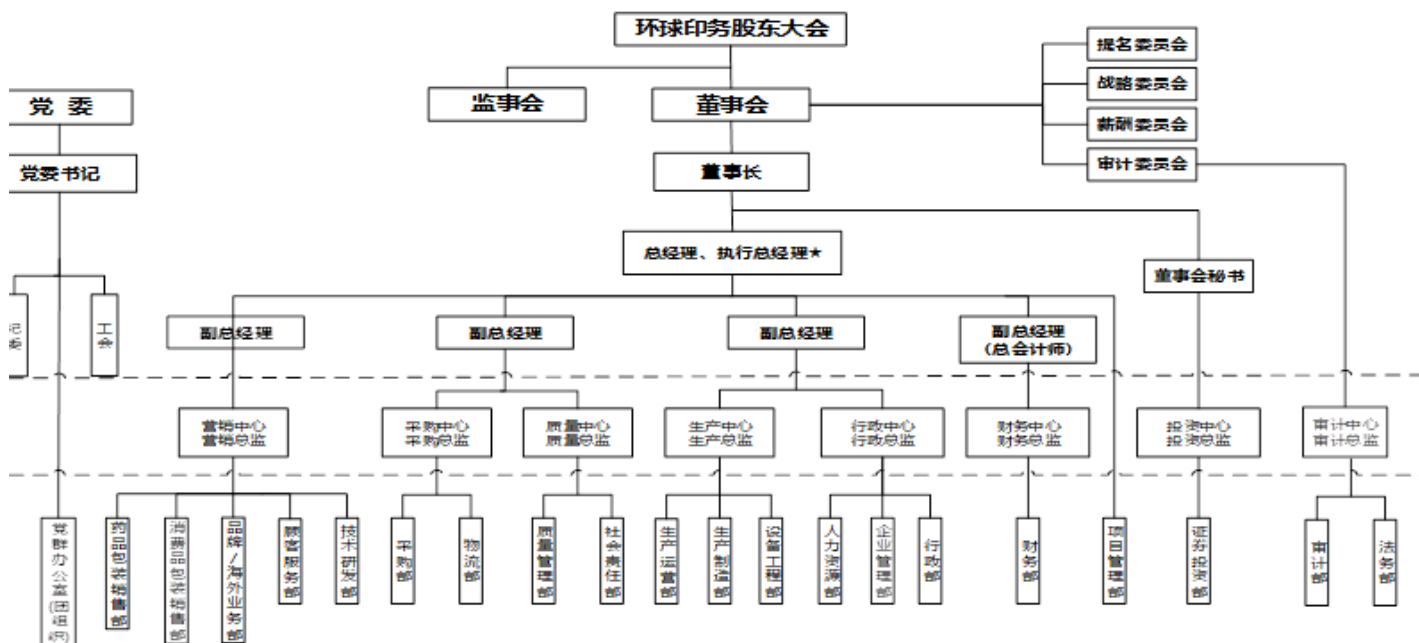 环球印务股东大会
提名委员会
战略委员会
薪酬委员会
审计委员会
监事会
董事会
党 委
党委书记
董事长
总经理、执行总经理★
董事会秘书
纪委
工会
副总经理
副总经理
副总经理
副总经理
(总会计师)
营销中心
营销总监
采购中心
采购总监
质量中心
质量总监
生产中心
生产总监
行政中心
行政总监
财务中心
财务总监
投资中心
投资总监
审计中心
审计总监
党群办公室(团组织)
药品包装销售部
消费品包装销售部
品牌/海外业务部
顾客服务部
技术研发部
采购部
物流部
质量管理部
社会责任部
生产运营部
生产制造部
设备工程部
人力资源部
企业管理部
行政部
财务部
项目管理部
证券投资部
审计部
法务部